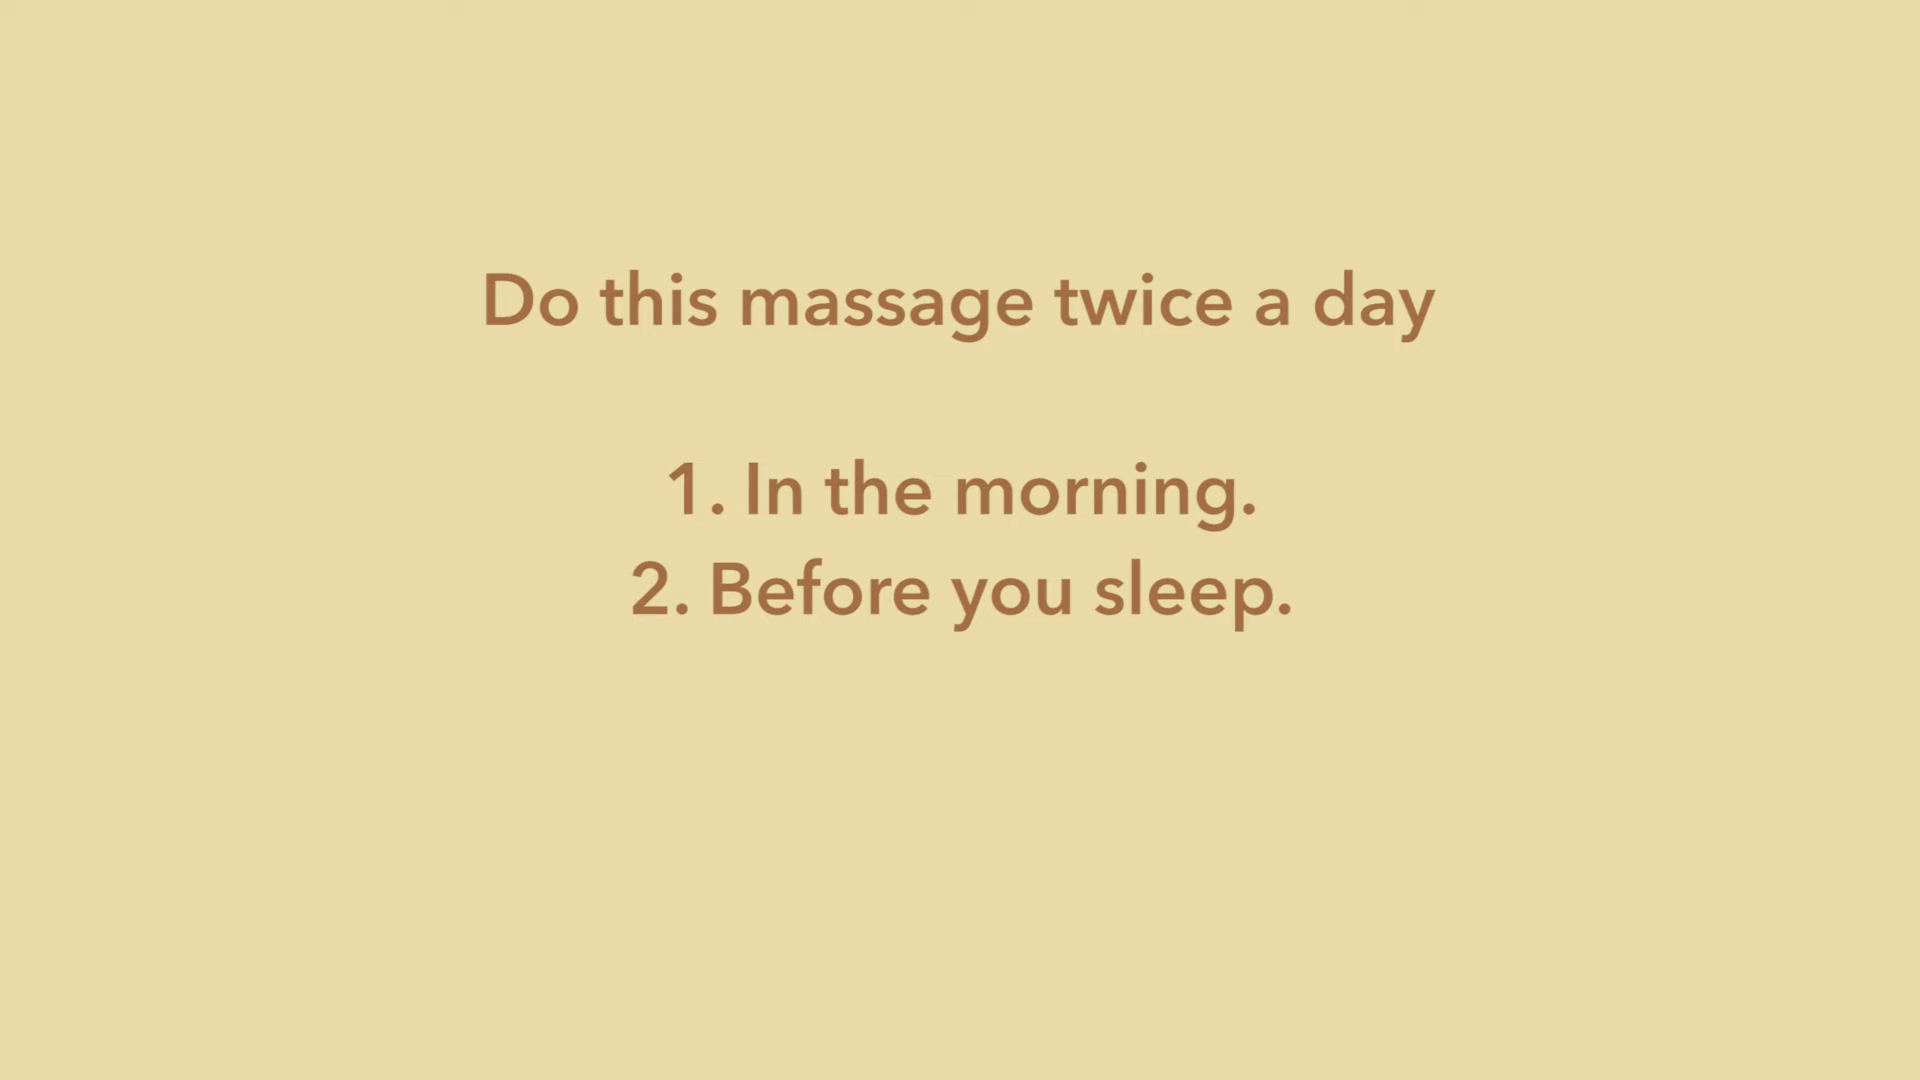 Do this massage twice a day
1. In the morning.
2. Before you sleep.